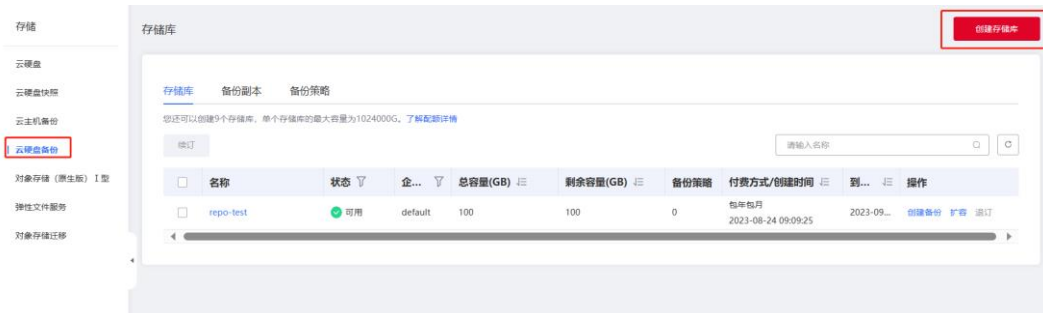 存储
存储库
创建存储库
云硬盘
云硬盘快照
云主机备份
云硬盘备份
对象存储（原生版）I型
弹性文件服务
对象存储迁移
存储库 备份副本 备份策略
您还可以创建9个存储库，单个存储库的最大容量为1024000G。了解配额详情
续订
请输入名称
名称 状态 企... 总容量(GB) 剩余容量(GB) 备份策略 付费方式/创建时间 到... 操作
repo-test 可用 default 100 100 0 包年包月 2023-09... 创建备份 扩容 退订
2023-08-24 09:09:25